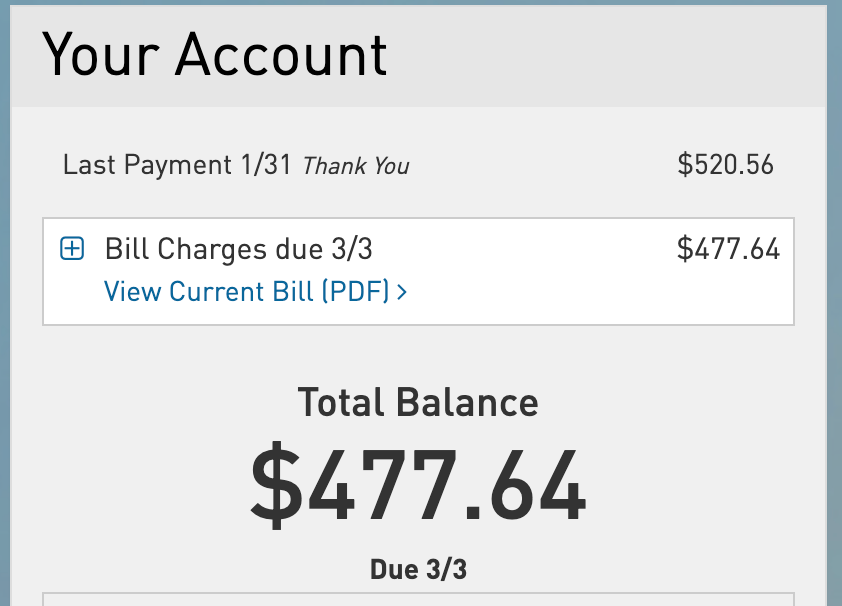 Your Account
Last Payment 1/31 Thank You $520.56
Bill Charges due 3/3 $477.64
View Current Bill (PDF) >
Total Balance
$477.64
Due 3/3